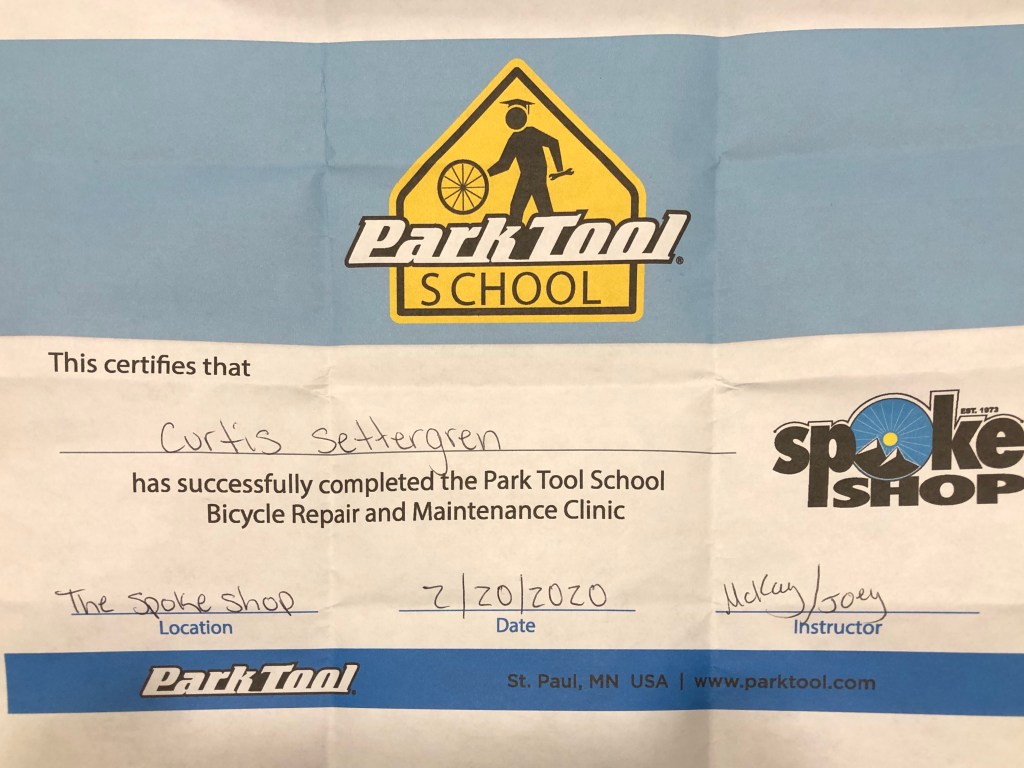 Park Tool®
SCHOOL
This certifies that
Curtis Settergren
has successfully completed the Park Tool School
Bicycle Repair and Maintenance Clinic
EST. 1973
spoke
SHOP
The Spoke Shop
2/20/2020
McKay/Joey
Location
Date
Instructor
Park Tool
St. Paul, MN USA | www.parktool.com